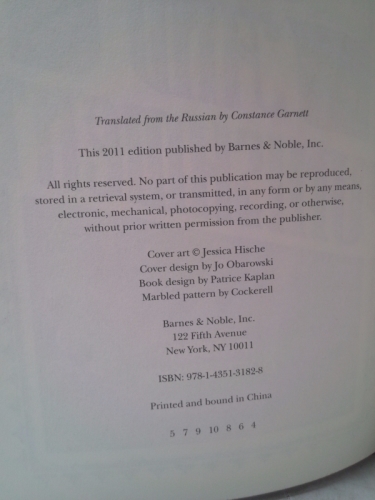 Translated from the Russian by Constance Garnett
This 2011 edition published by Barnes & Noble, Inc.
All rights reserved. No part of this publication may be reproduced,
stored in a retrieval system, or transmitted, in any form or by any means,
electronic, mechanical, photocopying, recording, or otherwise,
without prior written permission from the publisher.
Cover art © Jessica Hische
Cover design by Jo Obarowski
Book design by Patrice Kaplan
Marbled pattern by Cockerell
Barnes & Noble, Inc.
122 Fifth Avenue
New York, NY 10011
ISBN: 978-1-4351-3182-8
Printed and bound in China
5 7 9 10 8 6 4